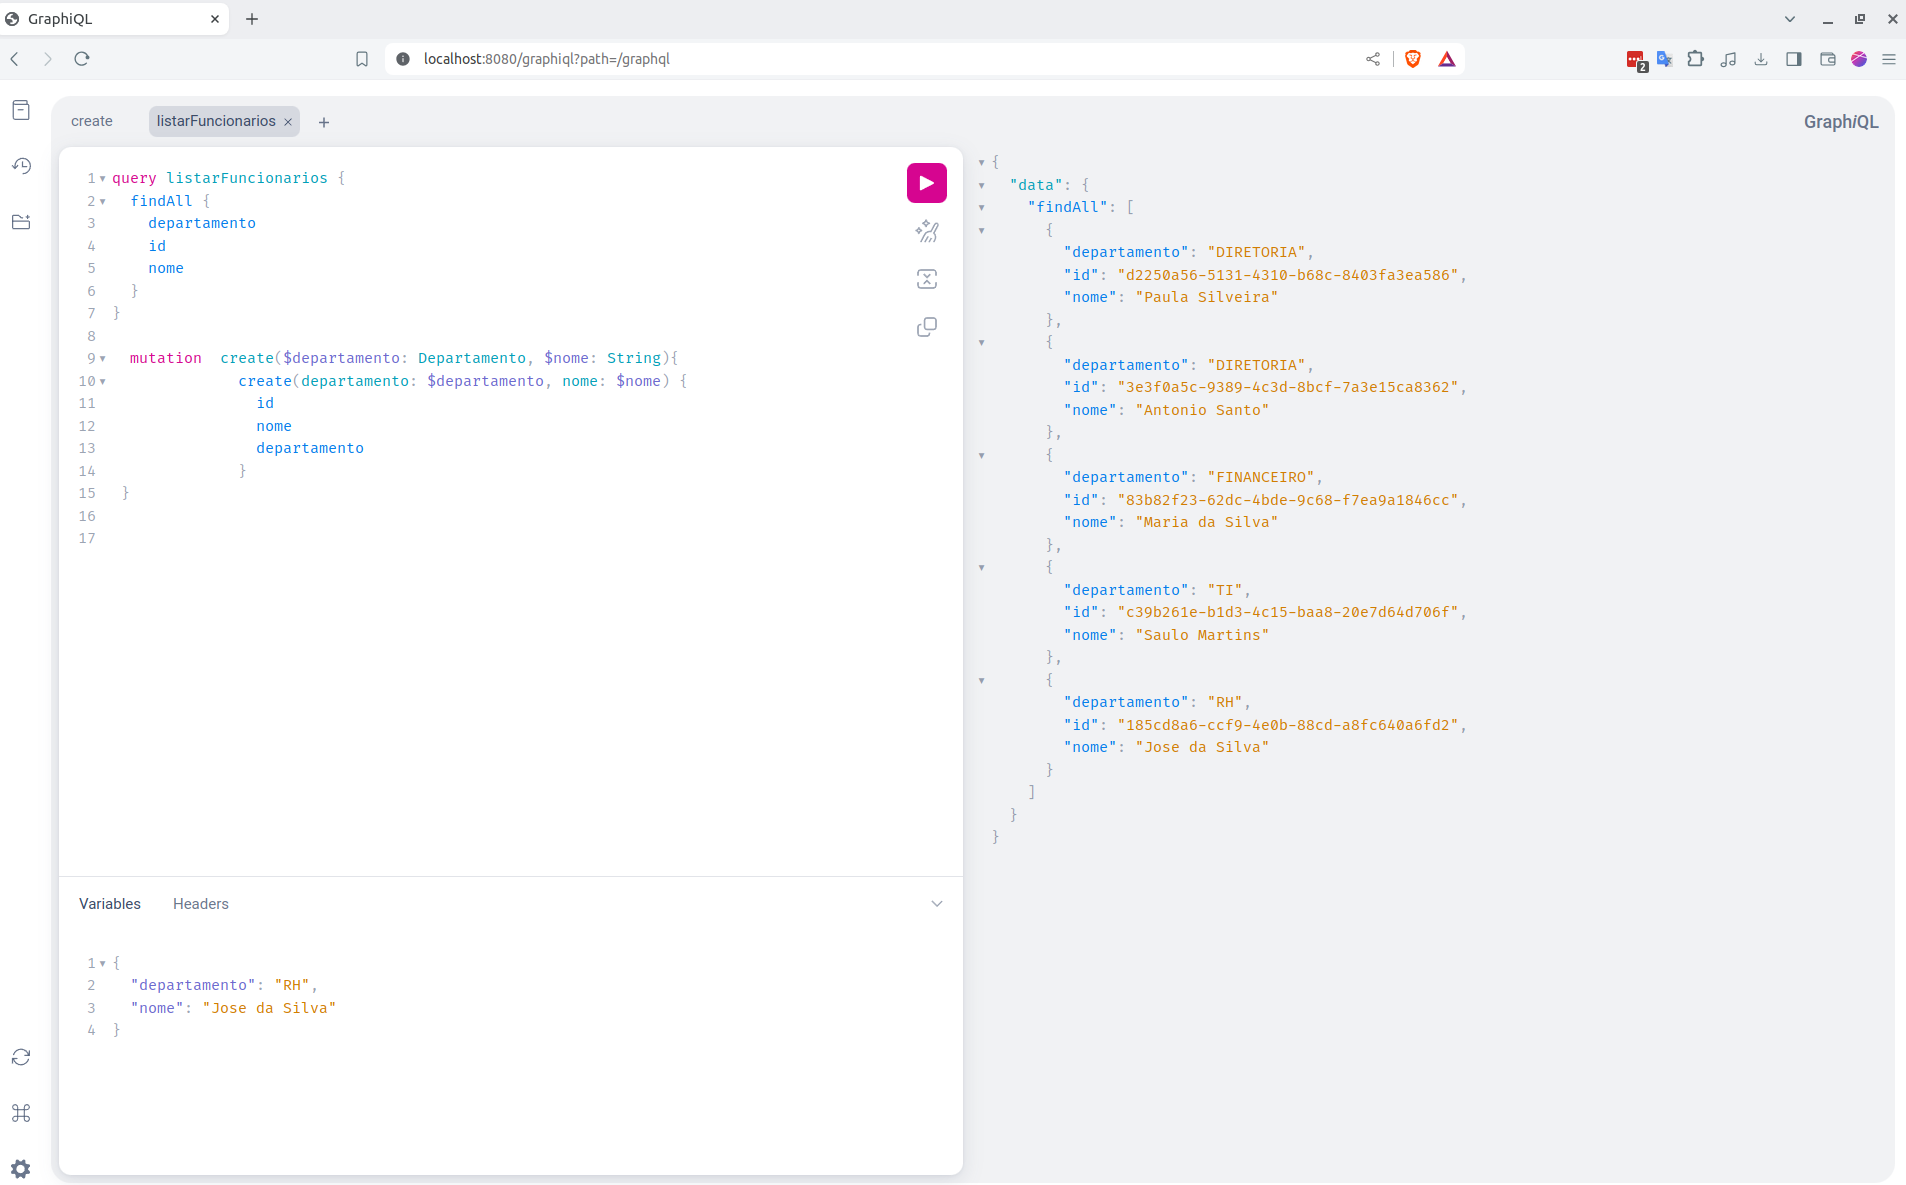 GraphiQL
localhost:8080/graphiql?path=/graphql
2
create
listarFuncionarios
GraphiQL
1 query listarFuncionarios {
2 findAll {
3 departamento
4 id
5 nome
6 }
7 }
8
9 mutation  create($departamento: Departamento, $nome: String){
10 create(departamento: $departamento, nome: $nome) {
11 id
12 nome
13 departamento
14 }
15 }
16
17
Variables Headers
1 {
2 "departamento": "RH",
3 "nome": "Jose da Silva"
4 }
{
"data": {
"findAll": [
{
"departamento": "DIRETORIA",
"id": "d2250a56-5131-4310-b68c-8403fa3ea586",
"nome": "Paula Silveira"
},
{
"departamento": "DIRETORIA",
"id": "3e3f0a5c-9389-4c3d-8bcf-7a3e15ca8362",
"nome": "Antonio Santo"
},
{
"departamento": "FINANCEIRO",
"id": "83b82f23-62dc-4bde-9c68-f7ea9a1846cc",
"nome": "Maria da Silva"
},
{
"departamento": "TI",
"id": "c39b261e-b1d3-4c15-baa8-20e7d64d706f",
"nome": "Saulo Martins"
},
{
"departamento": "RH",
"id": "185cd8a6-ccf9-4e0b-88cd-a8fc640a6fd2",
"nome": "Jose da Silva"
}
]
}
}